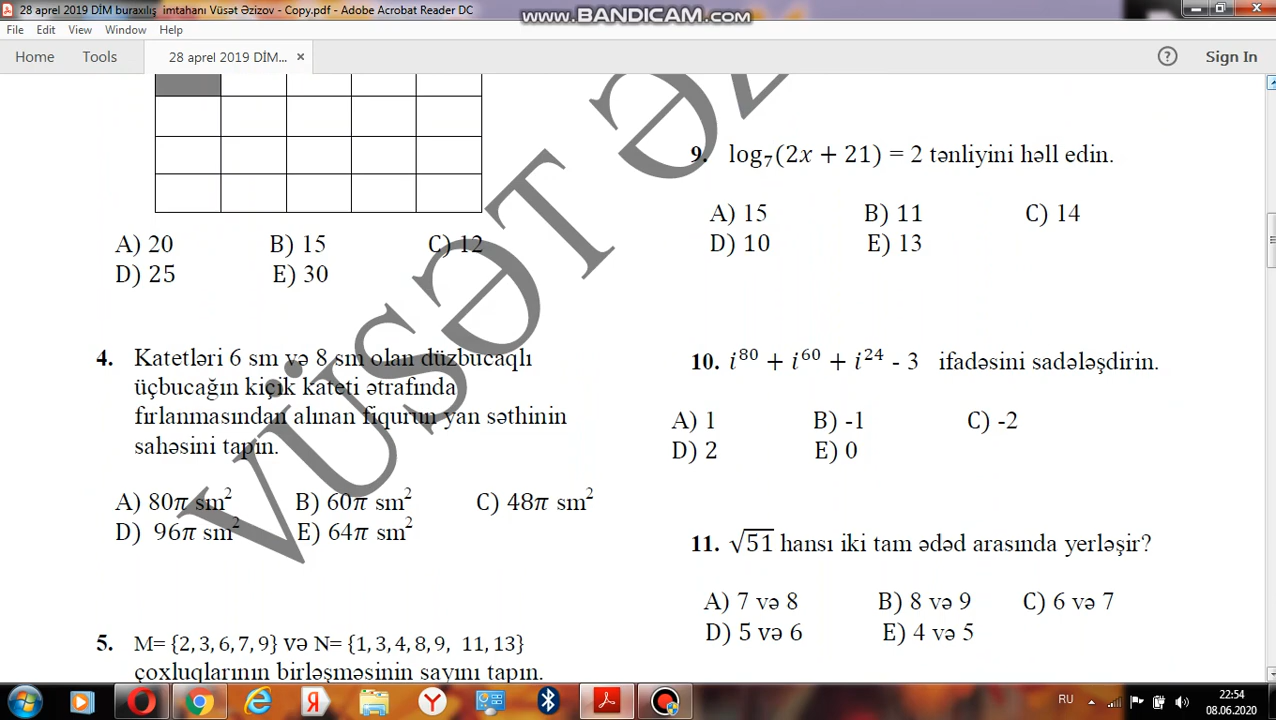 28 aprel 2019 DİM buraxılış imtahanı Vüsət Əzizov - Copy.pdf - Adobe Acrobat Reader DC
www.BANDICAM.com
File Edit View Window Help
Home Tools 28 aprel 2019 DİM... × Sign In
A) 20 B) 15 C) 12
D) 25 E) 30
4. Katetləri 6 sm və 8 sm olan düzbucaqlı
üçbucağın kiçik kateti ətrafında
fırlanmasından alınan fiqurun yan səthinin
sahəsini tapın.
A) 80π sm² B) 60π sm² C) 48π sm²
D) 96π sm² E) 64π sm²
5. M= {2, 3, 6, 7, 9} və N= {1, 3, 4, 8, 9, 11, 13}
çoxluqlarının birləşməsinin sayını tapın.
9. log₇(2x + 21) = 2 tənliyini həll edin.
A) 15 B) 11 C) 14
D) 10 E) 13
10. i⁸⁰ + i⁶⁰ + i²⁴ - 3 ifadəsini sadələşdirin.
A) 1 B) -1 C) -2
D) 2 E) 0
11. √51 hansı iki tam ədəd arasında yerləşir?
A) 7 və 8 B) 8 və 9 C) 6 və 7
D) 5 və 6 E) 4 və 5
VÜSƏT ƏZ
RU 22:54
08.06.2020